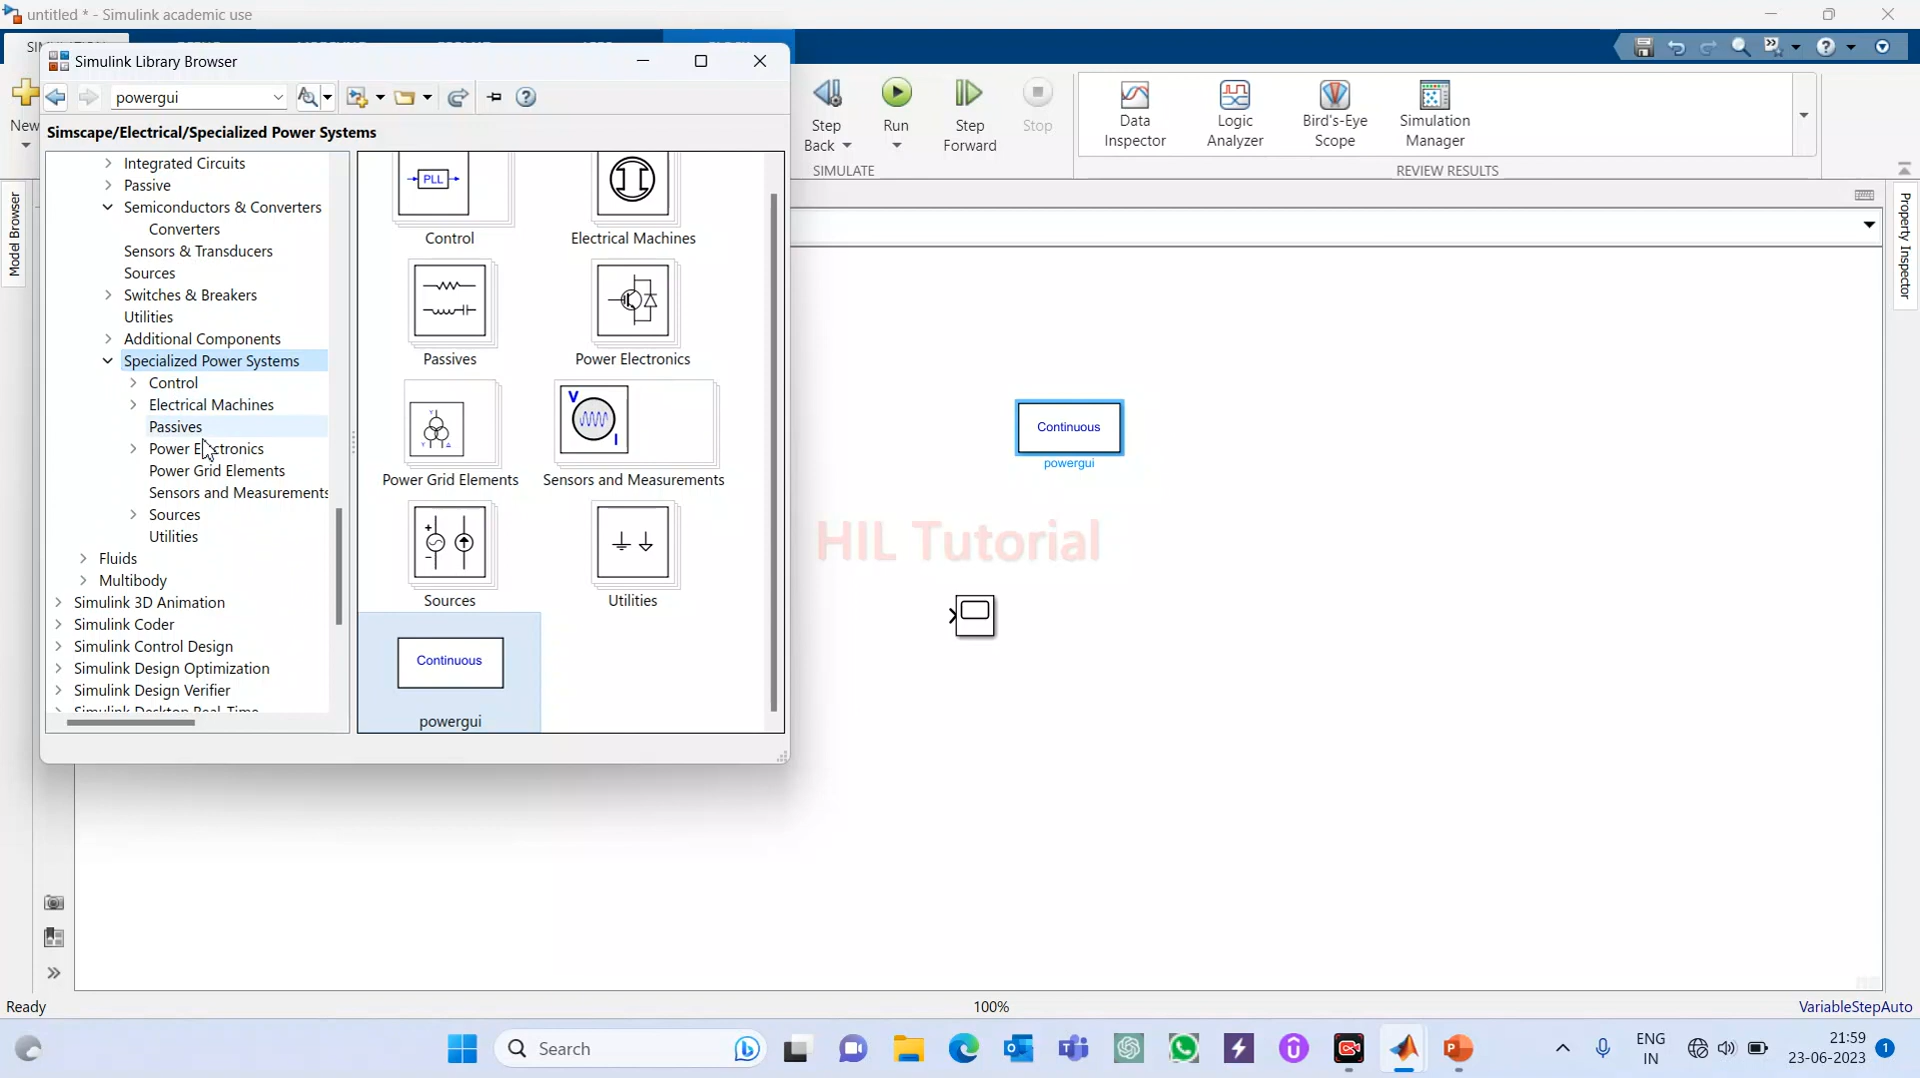 untitled * - Simulink academic use
Simulink Library Browser
New
powergui
Step Back
Run
Step Forward
Stop
SIMULATE
Data Inspector
Logic Analyzer
Bird's-Eye Scope
Simulation Manager
REVIEW RESULTS
Simscape/Electrical/Specialized Power Systems
Model Browser
Property Inspector
Integrated Circuits
Passive
Semiconductors & Converters
Converters
Sensors & Transducers
Sources
Switches & Breakers
Utilities
Additional Components
Specialized Power Systems
Control
Electrical Machines
Passives
Power Electronics
Power Grid Elements
Sensors and Measurements
Sources
Utilities
Fluids
Multibody
Simulink 3D Animation
Simulink Coder
Simulink Control Design
Simulink Design Optimization
Simulink Design Verifier
Simulink Desktop Real-Time
PLL
Control
Electrical Machines
Passives
Power Electronics
V
I
Power Grid Elements
Sensors and Measurements
Sources
Utilities
Continuous
powergui
Continuous
powergui
HIL Tutorial
Ready
100%
VariableStepAuto
Search
ENG
IN
21:59
23-06-2023
1